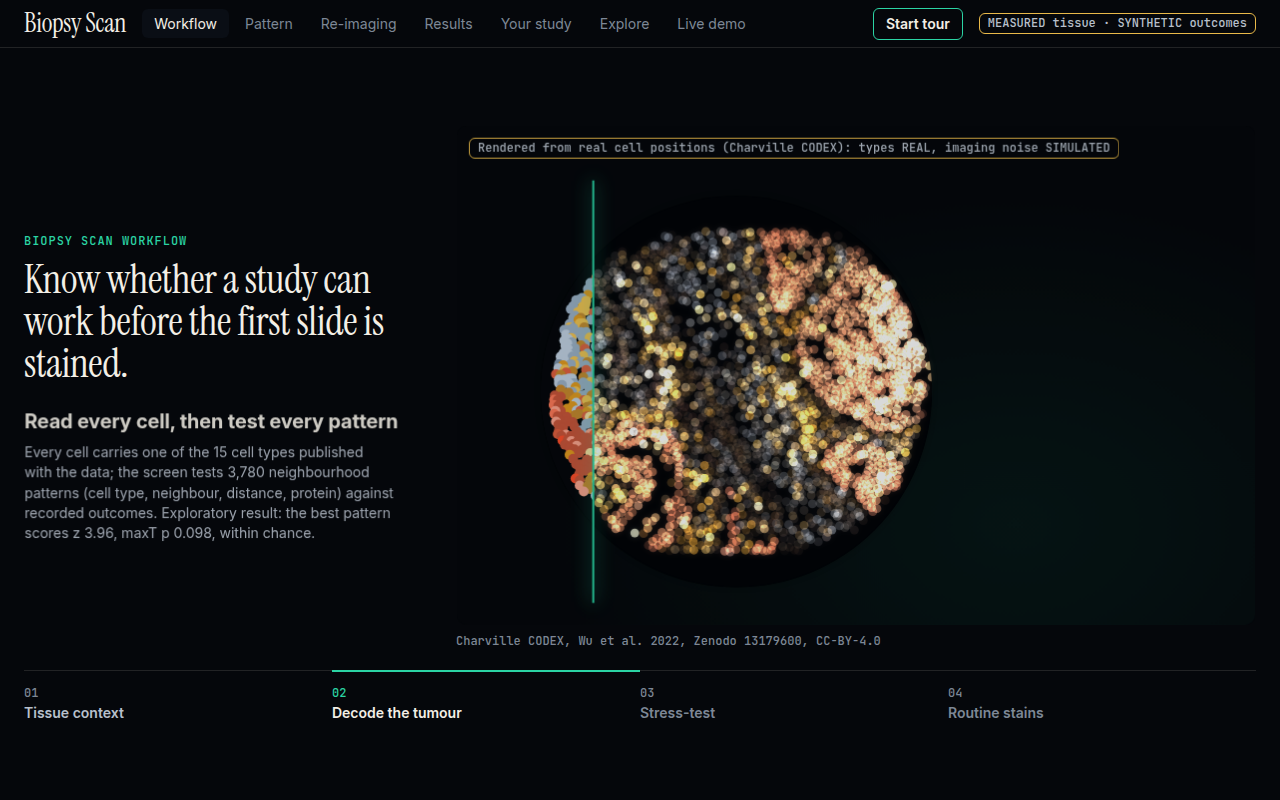 Biopsy Scan
Workflow
Pattern
Re-imaging
Results
Your study
Explore
Live demo
Start tour
MEASURED tissue · SYNTHETIC outcomes
Rendered from real cell positions (Charville CODEX): types REAL, imaging noise SIMULATED
BIOPSY SCAN WORKFLOW
Know whether a study can
work before the first slide is
stained.
Read every cell, then test every pattern
Every cell carries one of the 15 cell types published
with the data; the screen tests 3,780 neighbourhood
patterns (cell type, neighbour, distance, protein) against
recorded outcomes. Exploratory result: the best pattern
scores z 3.96, maxT p 0.098, within chance.
Charville CODEX, Wu et al. 2022, Zenodo 13179600, CC-BY-4.0
01
Tissue context
02
Decode the tumour
03
Stress-test
04
Routine stains